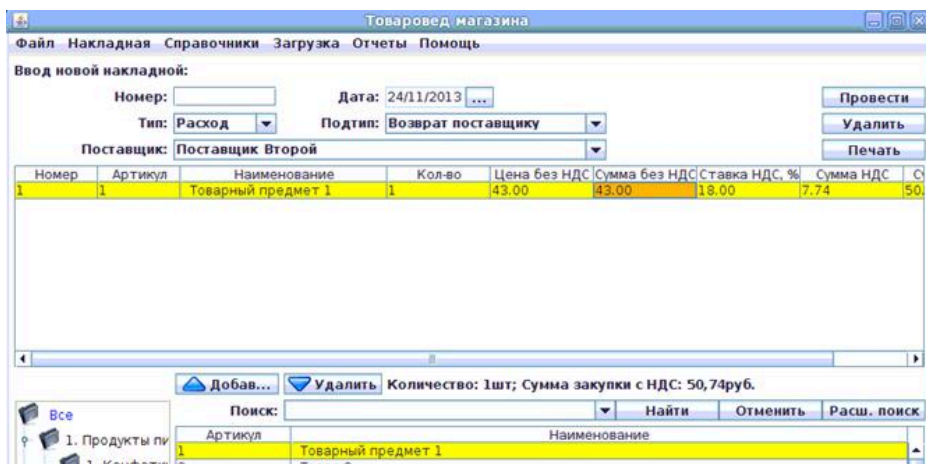 Товаровед магазина
Файл Накладная Справочники Загрузка Отчеты Помощь
Ввод новой накладной:
Номер: Дата: 24/11/2013 ... Провести
Тип: Расход Подтип: Возврат поставщику Удалить
Поставщик: Поставщик Второй Печать
Номер Артикул Наименование Кол-во Цена без НДС Сумма без НДС Ставка НДС, % Сумма НДС
1 1 Товарный предмет 1 1 43.00 43.00 18.00 7.74 50.
Добав... Удалить Количество: 1шт; Сумма закупки с НДС: 50,74руб.
Все Поиск: Найти Отменить Расш. поиск
1. Продукты пи Артикул Наименование
1 Товарный предмет 1